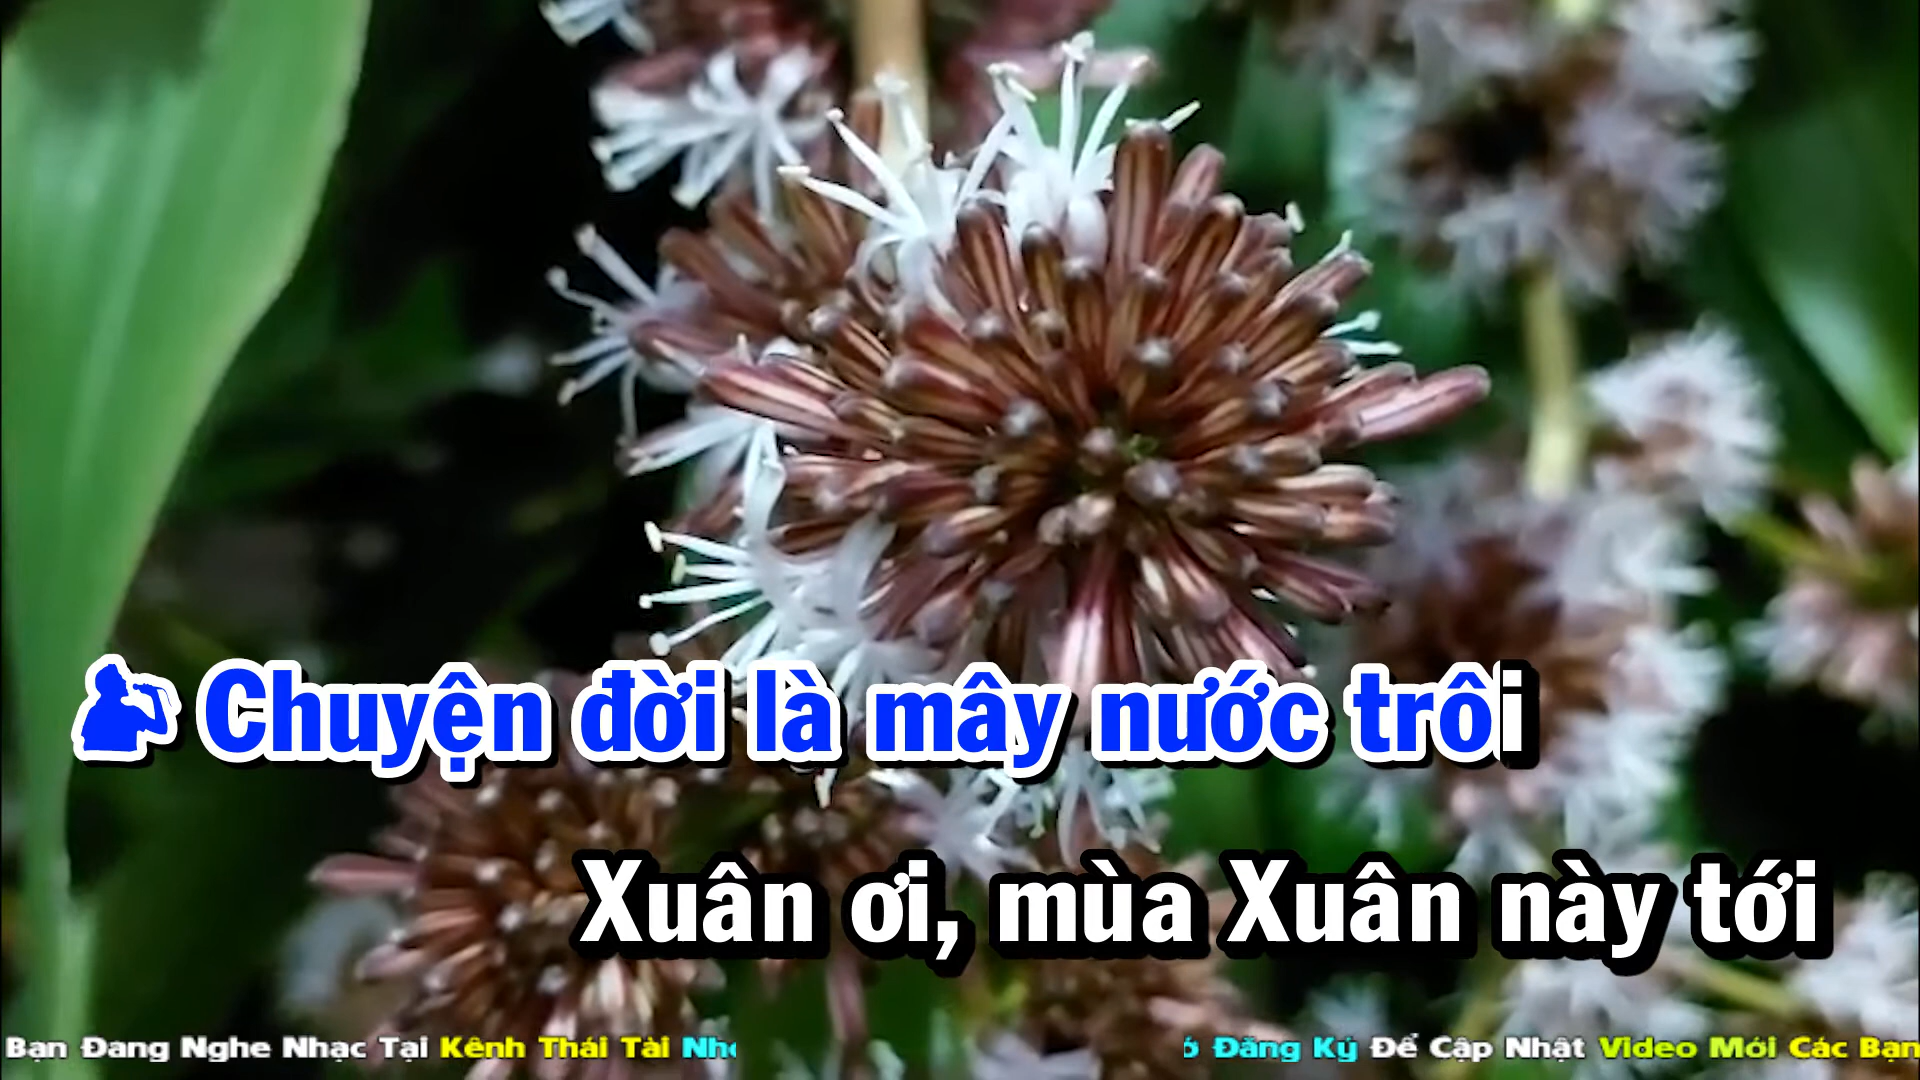 Chuyện đời là mây nước trôi
Xuân ơi, mùa Xuân này tới
Bạn Đang Nghe Nhạc Tại Kênh Thái Tài
Đăng Ký Để Cập Nhật Video Mới Các Bạn